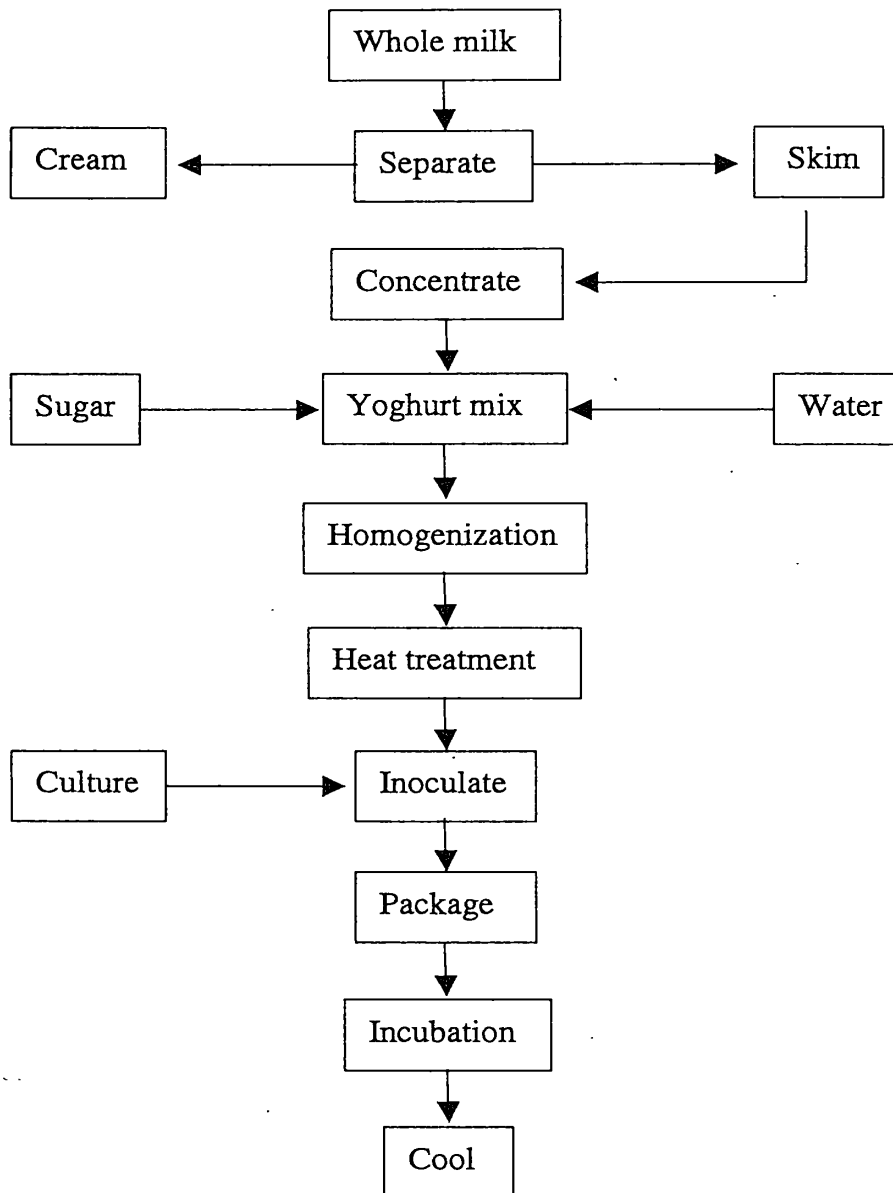 Whole milk
Cream
Separate
Skim
Concentrate
Sugar
Yoghurt mix
Water
Homogenization
Heat treatment
Culture
Inoculate
Package
Incubation
Cool